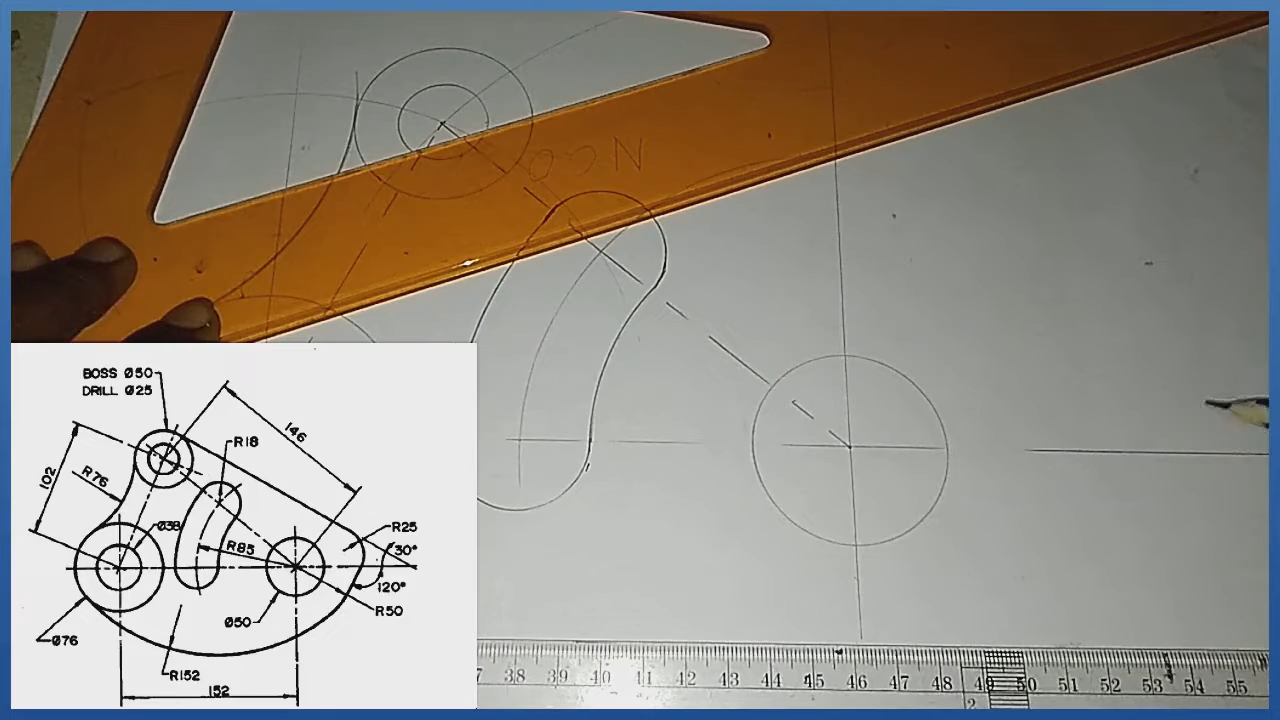 BOSS Ø50
DRILL Ø25
146
R18
102
R76
Ø38
R85
R25
30°
120°
R50
Ø50
Ø76
R152
152
38 39 40 41 42 43 44 45 46 47 48 49 50 51 52 53 54 55
2